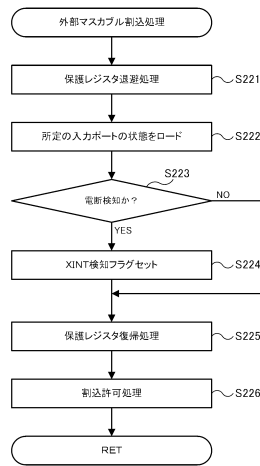 外部マスカブル割込処理
保護レジスタ退避処理
S221
所定の入力ポートの状態をロード
S222
S223
電断検知か?
NO
YES
XINT検知フラグセット
S224
保護レジスタ復帰処理
S225
割込許可処理
S226
RET